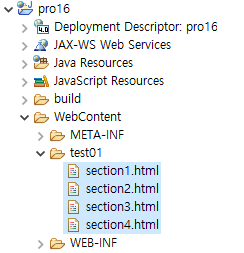 pro16
Deployment Descriptor: pro16
JAX-WS Web Services
Java Resources
JavaScript Resources
build
WebContent
META-INF
test01
section1.html
section2.html
section3.html
section4.html
WEB-INF